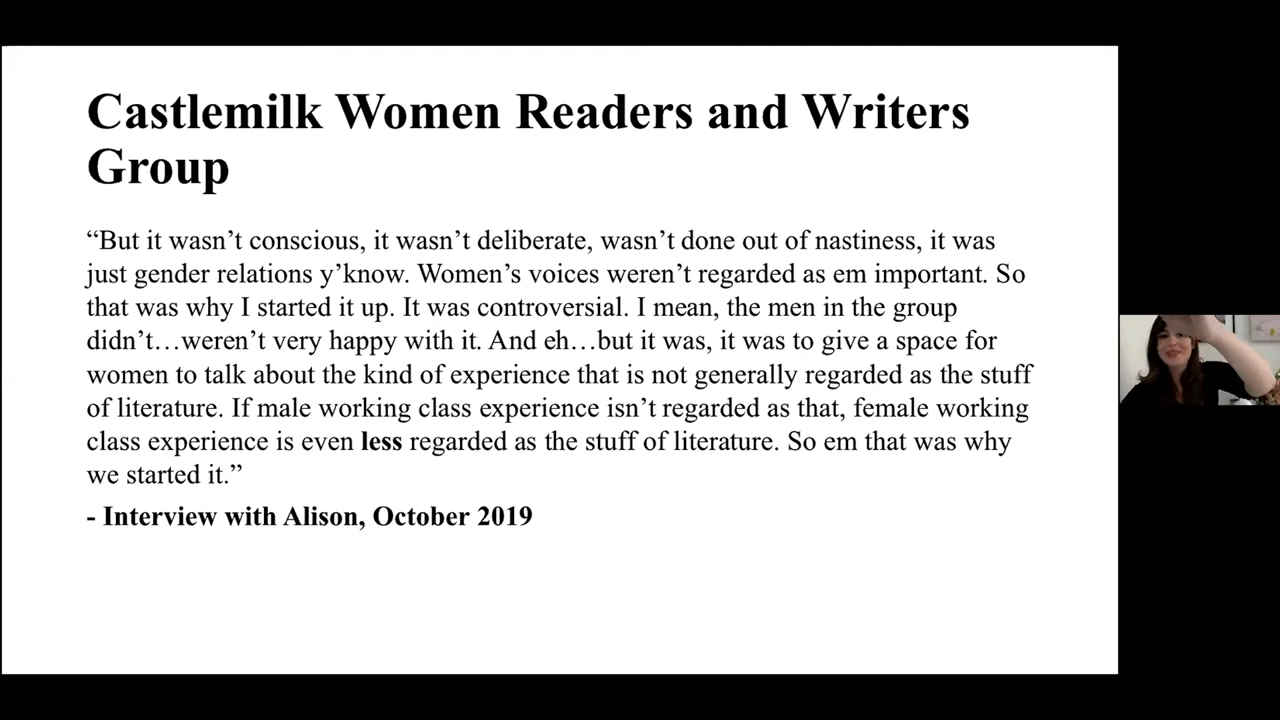 Castlemilk Women Readers and Writers
Group
“But it wasn’t conscious, it wasn’t deliberate, wasn’t done out of nastiness, it was
just gender relations y’know. Women’s voices weren’t regarded as em important. So
that was why I started it up. It was controversial. I mean, the men in the group
didn’t…weren’t very happy with it. And eh…but it was, it was to give a space for
women to talk about the kind of experience that is not generally regarded as the stuff
of literature. If male working class experience isn’t regarded as that, female working
class experience is even less regarded as the stuff of literature. So em that was why
we started it.”
- Interview with Alison, October 2019